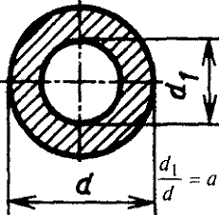 d₁
d
d₁/d = a